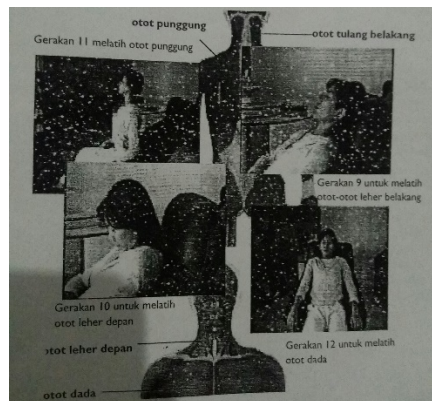 otot punggung
otot tulang belakang
Gerakan 11 melatih otot punggung
Gerakan 9 untuk melatih
otot-otot leher belakang
Gerakan 10 untuk melatih
otot leher depan
otot leher depan
Gerakan 12 untuk melatih
otot dada
otot dada